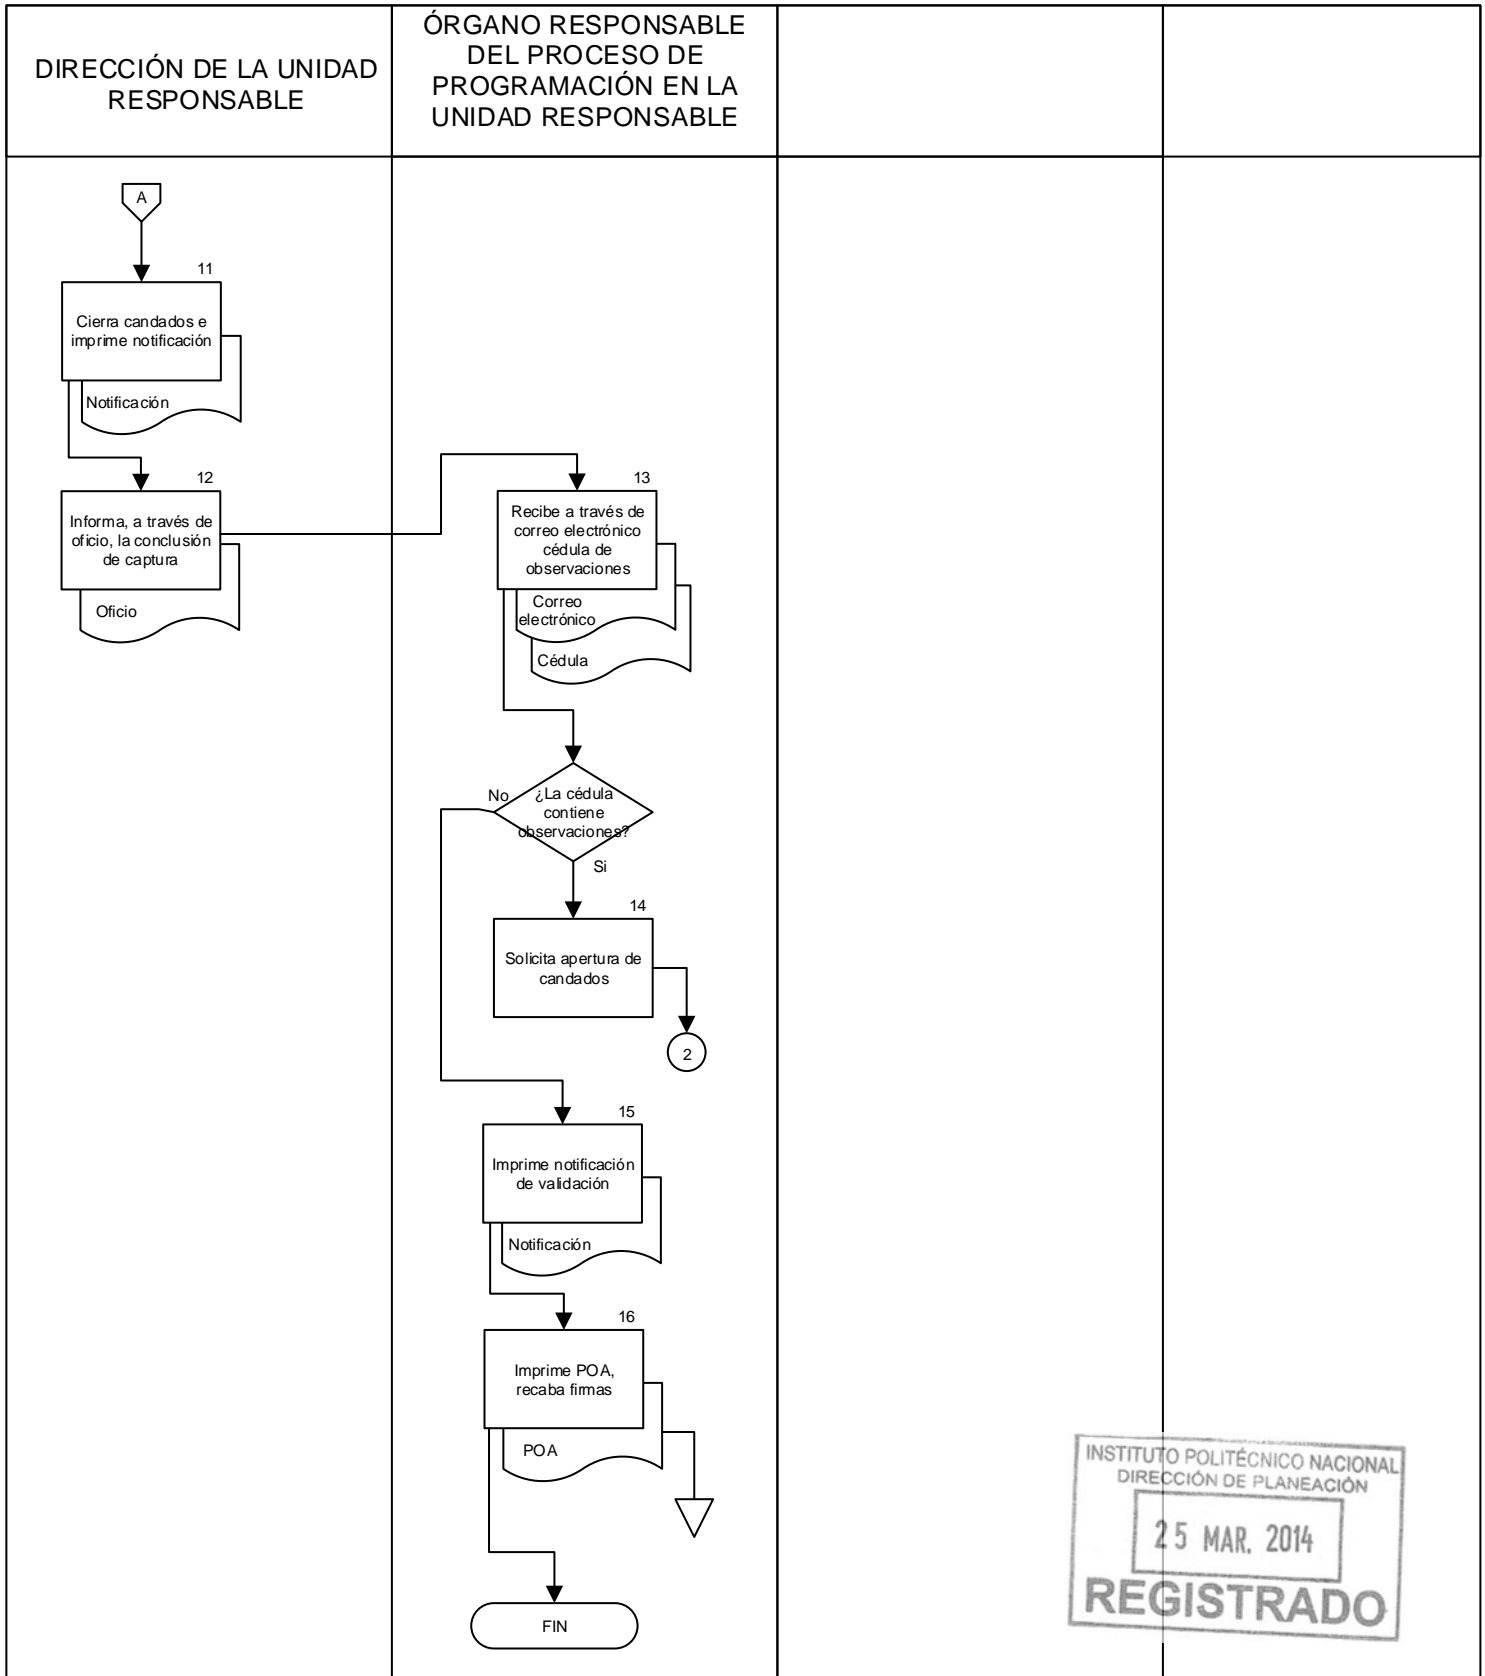 DIRECCIÓN DE LA UNIDAD
RESPONSABLE
ÓRGANO RESPONSABLE
DEL PROCESO DE
PROGRAMACIÓN EN LA
UNIDAD RESPONSABLE
A
11
Cierra candados e
imprime notificación
Notificación
12
Informa, a través de
oficio, la conclusión
de captura
Oficio
13
Recibe a través de
correo electrónico
cédula de
observaciones
Correo
electrónico
Cédula
¿La cédula
contiene
observaciones?
No
Si
14
Solicita apertura de
candados
2
15
Imprime notificación
de validación
Notificación
16
Imprime POA,
recaba firmas
POA
FIN
INSTITUTO POLITÉCNICO NACIONAL
DIRECCIÓN DE PLANEACIÓN
25 MAR. 2014
REGISTRADO